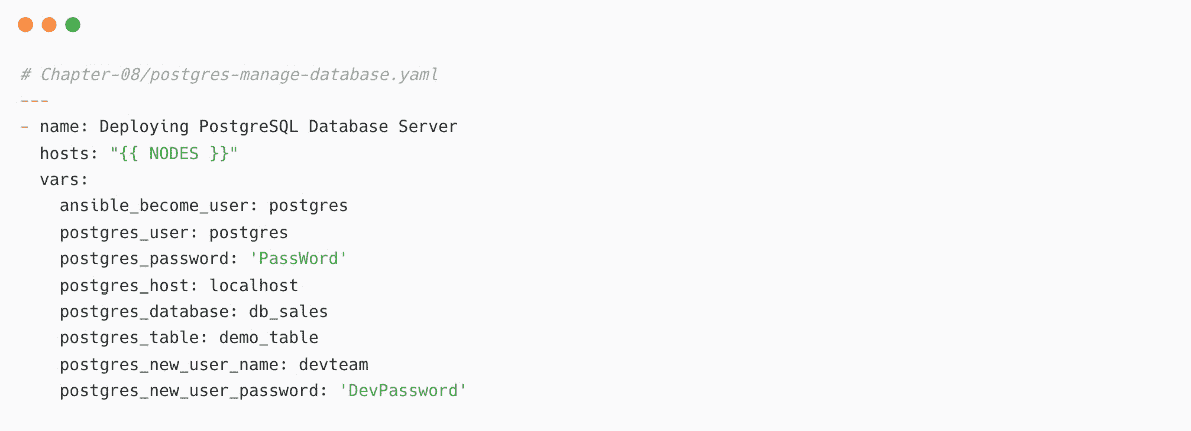 # Chapter-08/postgres-manage-database.yaml
---
- name: Deploying PostgreSQL Database Server
  hosts: "{{ NODES }}"
  vars:
    ansible_become_user: postgres
    postgres_user: postgres
    postgres_password: 'PassWord'
    postgres_host: localhost
    postgres_database: db_sales
    postgres_table: demo_table
    postgres_new_user_name: devteam
    postgres_new_user_password: 'DevPassword'